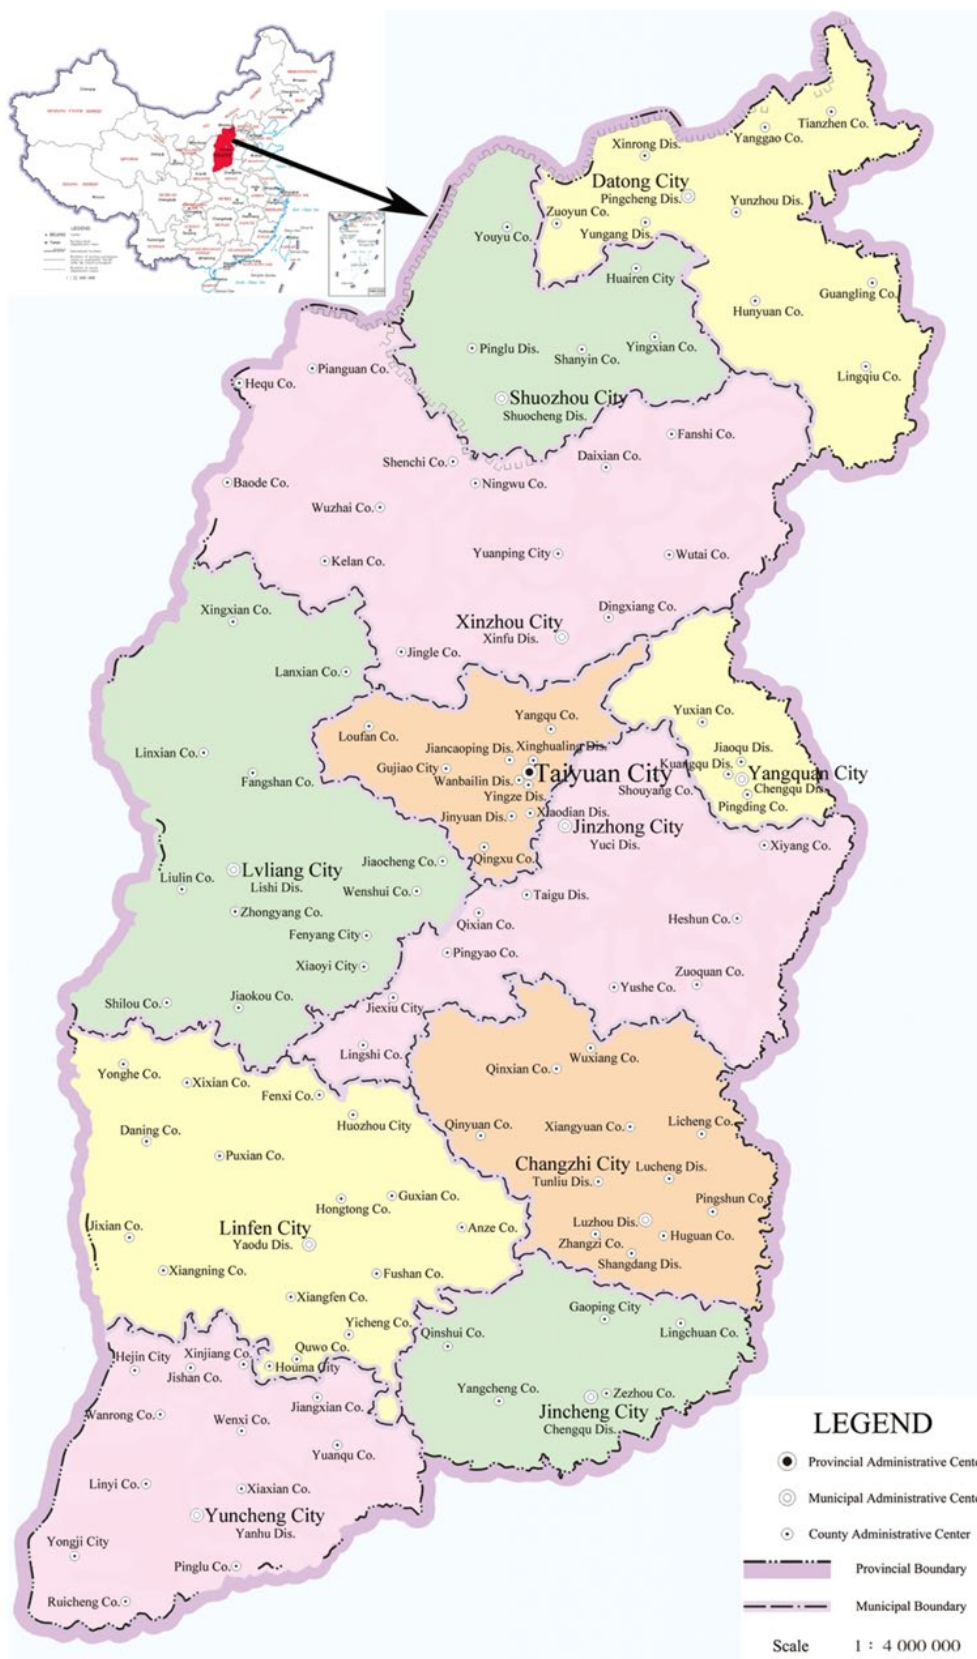 Tianzhen Co.
Yanggao Co.
Xinrong Dis.
Datong City
Pingcheng Dis.
Yunzhou Dis.
Zuoyun Co.
Youyu Co.
Yungang Dis.
LEGEND
Huairen City
Guangling Co.
Hunyuan Co.
Pinglu Dis.
Shanyin Co.
Yingxian Co.
Pianguan Co.
Hequ Co.
Lingqiu Co.
Shuozhou City
Shuocheng Dis.
Fanshi Co.
Shenchi Co.
Daixian Co.
Baode Co.
Ningwu Co.
Wuzhai Co.
Kelan Co.
Yuanping City
Wutai Co.
Xingxian Co.
Dingxiang Co.
Xinzhou City
Xinfu Dis.
Jingle Co.
Lanxian Co.
Yangqu Co.
Yuxian Co.
Loufan Co.
Jiancaoping Dis.
Xinghualing Dis.
Jiaoqu Dis.
Linxian Co.
Gujiao City
Kuangqu Dis.
Fangshan Co.
Wanbailin Dis.
Taiyuan City
Yangquan City
Yingze Dis.
Shouyang Co.
Chengqu Dis.
Pingding Co.
Jinyuan Dis.
Xiaodian Dis.
Jinzhong City
Yuci Dis.
Xiyang Co.
Qingxu Co.
Jiaocheng Co.
Lvliang City
Liulin Co.
Lishi Dis.
Wenshui Co.
Taigu Dis.
Zhongyang Co.
Qixian Co.
Heshun Co.
Fenyang City
Pingyao Co.
Xiaoyi City
Zuoquan Co.
Yushe Co.
Shilou Co.
Jiaokou Co.
Jiexiu City
Lingshi Co.
Wuxiang Co.
Yonghe Co.
Qinxian Co.
Xixian Co.
Fenxi Co.
Huozhou City
Qinyuan Co.
Xiangyuan Co.
Licheng Co.
Daning Co.
Puxian Co.
Changzhi City
Lucheng Dis.
Tunliu Dis.
Guxian Co.
Hongtong Co.
Pingshun Co.
Jixian Co.
Linfen City
Yaodu Dis.
Anze Co.
Luzhou Dis.
Zhangzi Co.
Huguan Co.
Shangdang Dis.
Xiangning Co.
Fushan Co.
Xiangfen Co.
Gaoping City
Yicheng Co.
Qinshui Co.
Lingchuan Co.
Quwo Co.
Hejin City
Xinjiang Co.
Houma City
Jishan Co.
Yangcheng Co.
Zezhou Co.
Jiangxian Co.
Wanrong Co.
Wenxi Co.
Jincheng City
Chengqu Dis.
Yuanqu Co.
Linyi Co.
Xiaxian Co.
Yuncheng City
Yanhu Dis.
Yongji City
Pinglu Co.
Ruicheng Co.
LEGEND
Provincial Administrative Cente
Municipal Administrative Cente
County Administrative Center
Provincial Boundary
Municipal Boundary
Scale 1 : 4 000 000